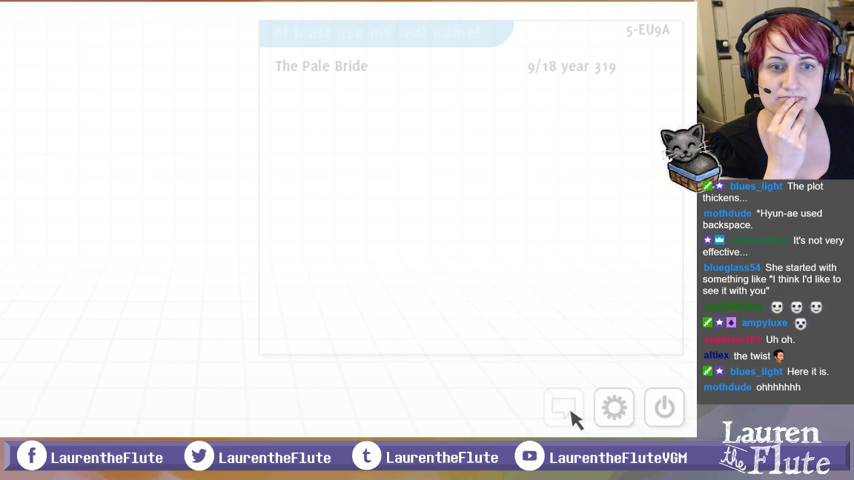 At least use my real name!
5-EU9A
The Pale Bride
9/18 year 319
blues_light The plot
thickens...
mothdude *Hyun-ae used
backspace.
It's not very
effective...
blueglass54 She started with
something like "I think I'd like to
see it with you"
ampyluxe
Uh oh.
altiex the twist
blues_light Here it is.
mothdude ohhhhhhh
Lauren
the Flute
LaurentheFlute
LaurentheFlute
LaurentheFlute
LaurentheFluteVGM